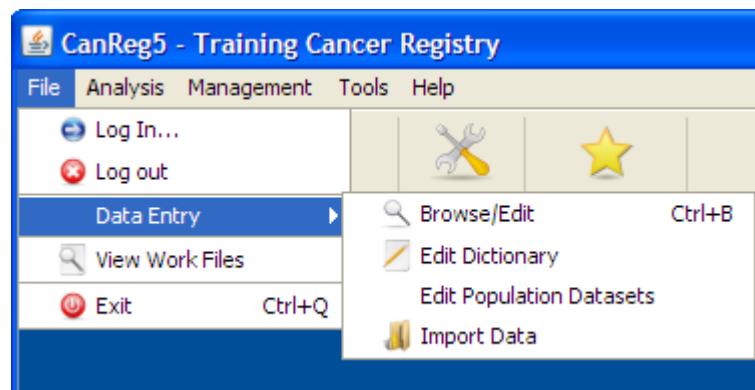 CanReg5 - Training Cancer Registry
File Analysis Management Tools Help
Log In...
Log out
Data Entry
View Work Files
Exit Ctrl+Q
Browse/Edit Ctrl+B
Edit Dictionary
Edit Population Datasets
Import Data